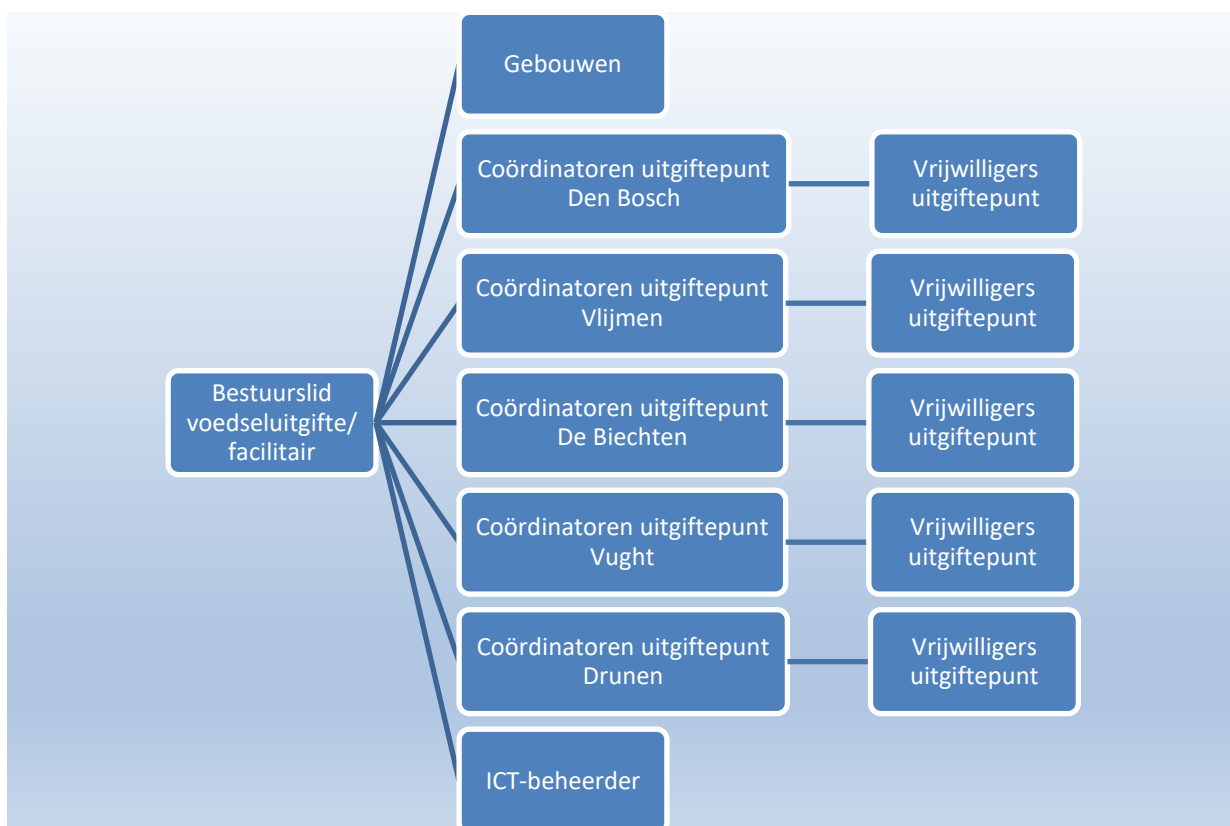 Gebouwen
Coördinatoren uitgiftepunt
Den Bosch
Vrijwilligers
uitgiftepunt
Coördinatoren uitgiftepunt
Vlijmen
Vrijwilligers
uitgiftepunt
Bestuurslid
voedseluitgifte/
facilitair
Coördinatoren uitgiftepunt
De Biechten
Vrijwilligers
uitgiftepunt
Coördinatoren uitgiftepunt
Vught
Vrijwilligers
uitgiftepunt
Coördinatoren uitgiftepunt
Drunen
Vrijwilligers
uitgiftepunt
ICT-beheerder